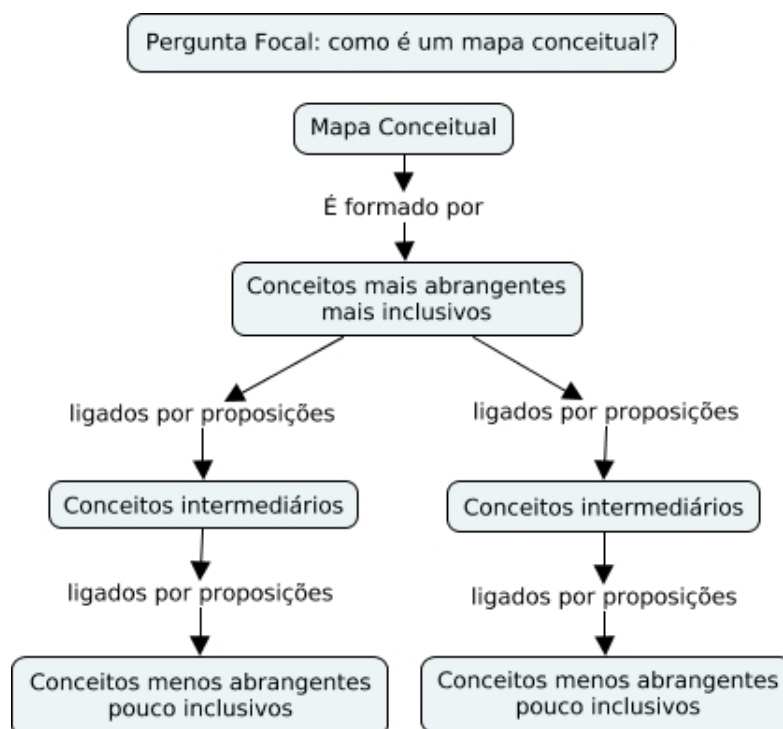 Pergunta Focal: como é um mapa conceitual?
Mapa Conceitual
É formado por
Conceitos mais abrangentes
mais inclusivos
ligados por proposições
ligados por proposições
Conceitos intermediários
Conceitos intermediários
ligados por proposições
ligados por proposições
Conceitos menos abrangentes
pouco inclusivos
Conceitos menos abrangentes
pouco inclusivos